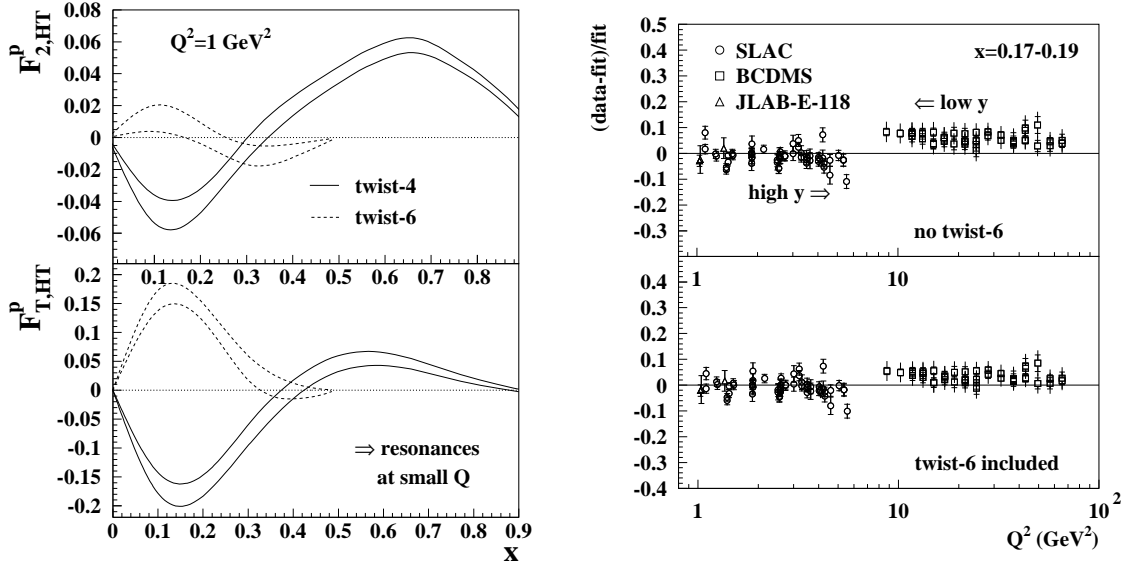 F^p_2,HT
0.08
0.06
0.04
0.02
0
-0.02
-0.04
-0.06
Q^2=1 GeV^2
twist-4
twist-6
0.1 0.2 0.3 0.4 0.5 0.6 0.7 0.8
F^p_T,HT
0.2
0.15
0.1
0.05
0
-0.05
-0.1
-0.15
-0.2
⇒ resonances
at small Q
0 0.1 0.2 0.3 0.4 0.5 0.6 0.7 0.8 0.9
x
(data-fit)/fit
0.5
0.4
0.3
0.2
0.1
0
-0.1
-0.2
-0.3
SLAC
BCDMS
JLAB-E-118
x=0.17-0.19
⇐ low y
high y ⇒
no twist-6
1 10
0.4
0.3
0.2
0.1
0
-0.1
-0.2
-0.3
-0.4
twist-6 included
1 10 10^2
Q^2 (GeV^2)